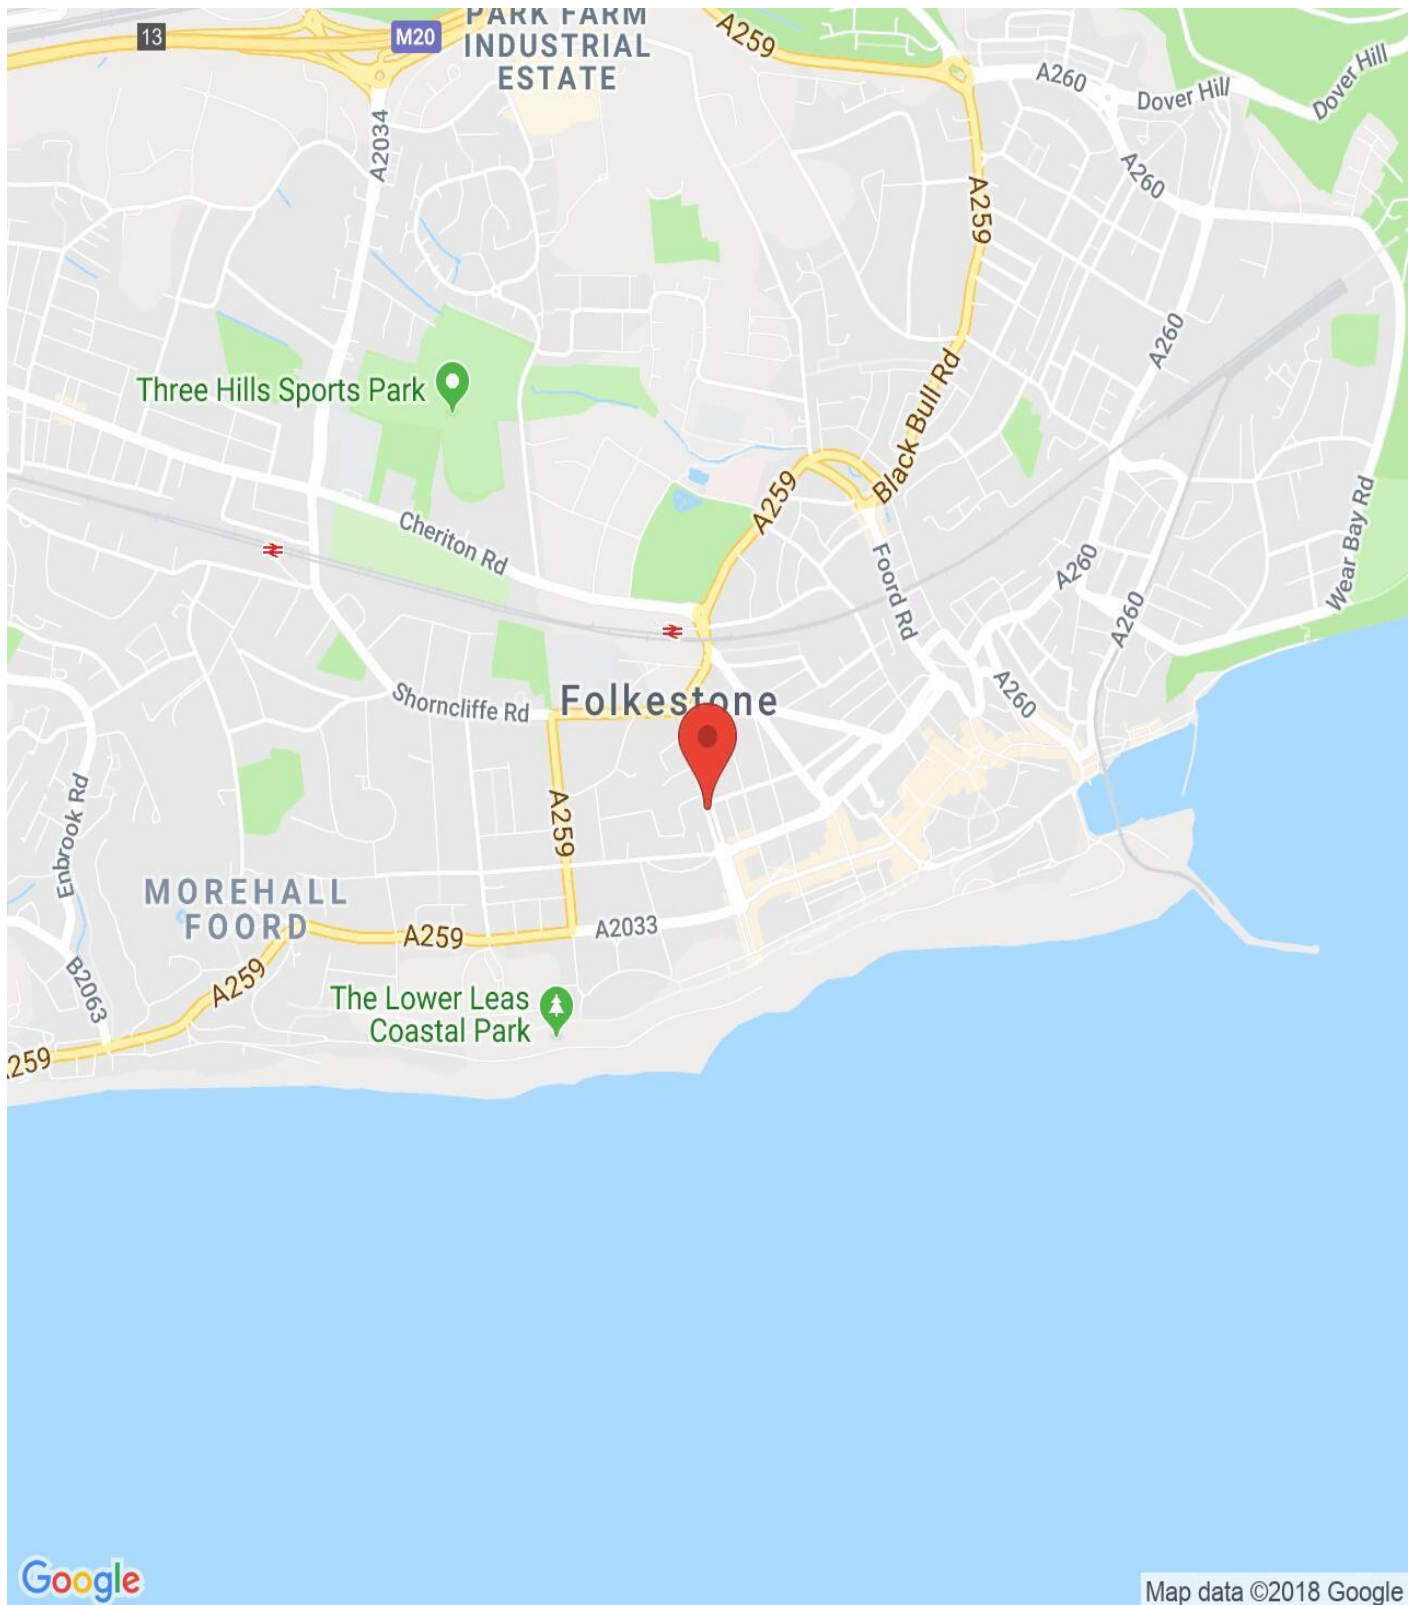 PARK FARM
INDUSTRIAL
ESTATE
13
M20
A259
A260
Dover Hill
Dover Hill
A2034
A260
A259
A260
Three Hills Sports Park
Black Bull Rd
A259
Cheriton Rd
Foord Rd
A260
Wear Bay Rd
A260
Shorncliffe Rd
Folkestone
A260
Enbrook Rd
A259
MOREHALL
FOORD
A259
A2033
B2063
A259
The Lower Leas
Coastal Park
A259
Google
Map data ©2018 Google